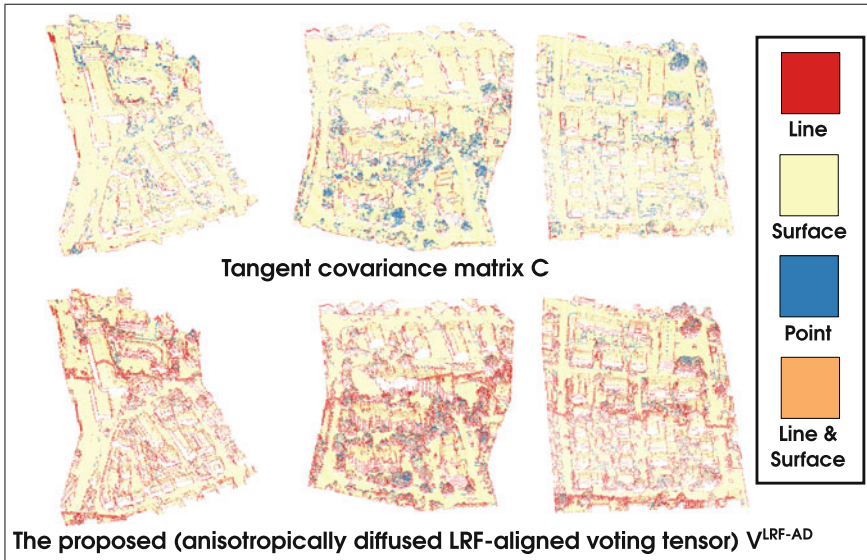 Line
Surface
Point
Line &
Surface
Tangent covariance matrix C
The proposed (anisotropically diffused LRF-aligned voting tensor) V^LRF-AD